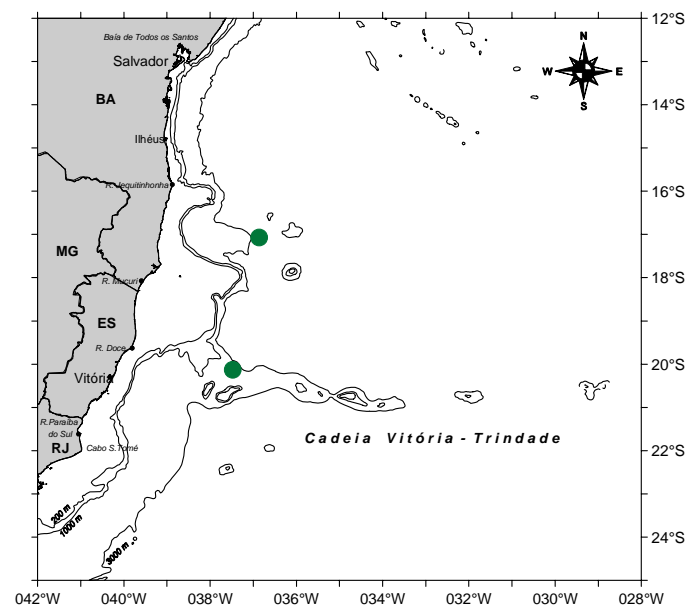 12°S
Baía de Todos os Santos
Salvador
N
W E
S
BA
14°S
Ilhéus
R. Jequitinhonha
16°S
MG
R. Mucuri
18°S
ES
R. Doce
Vitória
20°S
R.Paraíba
do Sul
RJ
Cabo S.Tomé
Cadeia Vitória - Trindade
22°S
200 m
1000 m
3000 m
24°S
042°W 040°W 038°W 036°W 034°W 032°W 030°W 028°W